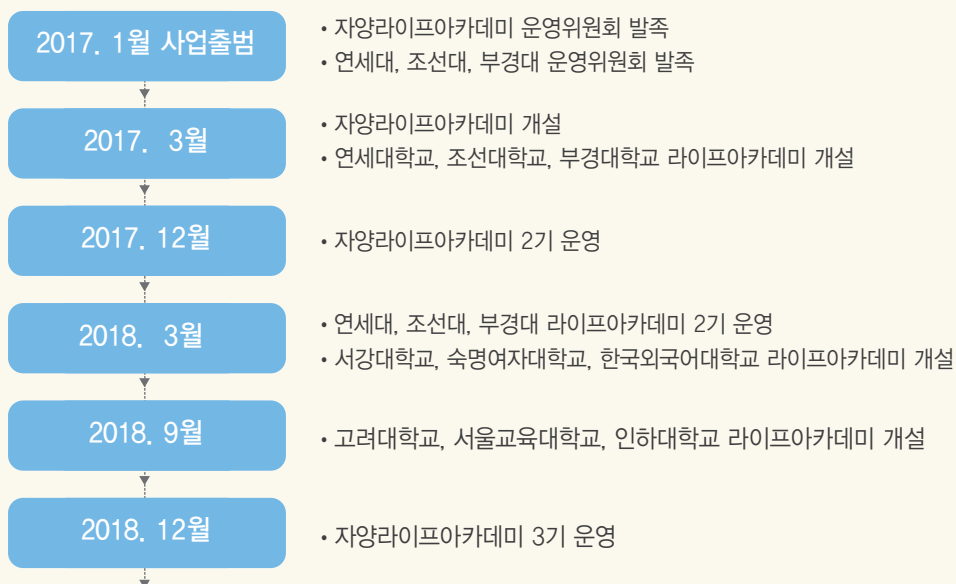 2017. 1월 사업출범
• 자양라이프아카데미 운영위원회 발족
• 연세대, 조선대, 부경대 운영위원회 발족
2017. 3월
• 자양라이프아카데미 개설
• 연세대학교, 조선대학교, 부경대학교 라이프아카데미 개설
2017. 12월
• 자양라이프아카데미 2기 운영
2018. 3월
• 연세대, 조선대, 부경대 라이프아카데미 2기 운영
• 서강대학교, 숙명여자대학교, 한국외국어대학교 라이프아카데미 개설
2018. 9월
• 고려대학교, 서울교육대학교, 인하대학교 라이프아카데미 개설
2018. 12월
• 자양라이프아카데미 3기 운영